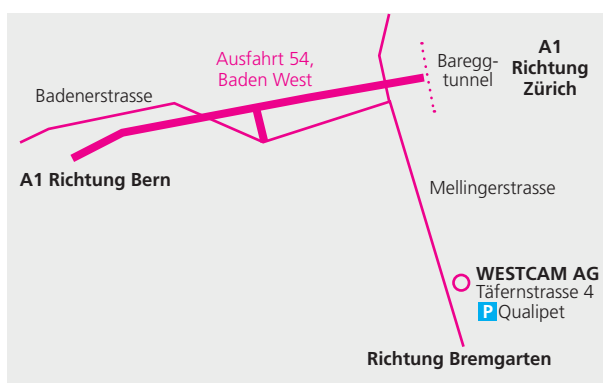 Ausfahrt 54,
Baden West
Baregg-
tunnel
A1
Richtung
Zürich
Badenerstrasse
A1 Richtung Bern
Mellingerstrasse
WESTCAM AG
Täfernstrasse 4
P Qualipet
Richtung Bremgarten